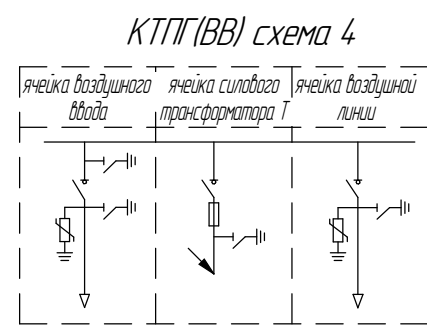 КТПГ(ВВ) схема 4
ячейка воздушного
ввода
ячейка силового
трансформатора Т
ячейка воздушной
линии